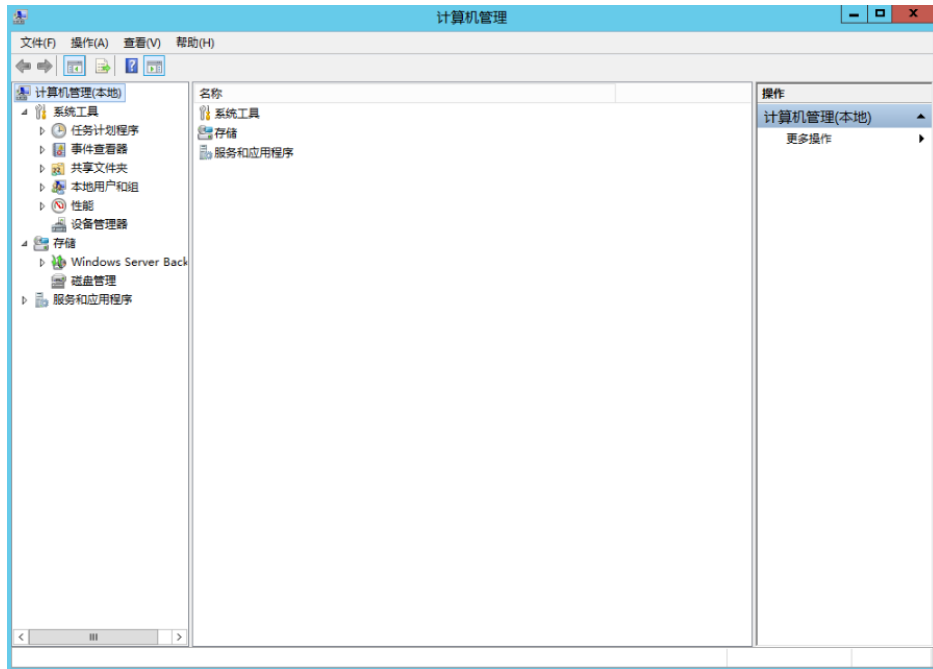 计算机管理
文件(F) 操作(A) 查看(V) 帮助(H)
计算机管理(本地)
系统工具
任务计划程序
事件查看器
共享文件夹
本地用户和组
性能
设备管理器
存储
Windows Server Back
磁盘管理
服务和应用程序
名称
系统工具
存储
服务和应用程序
操作
计算机管理(本地)
更多操作